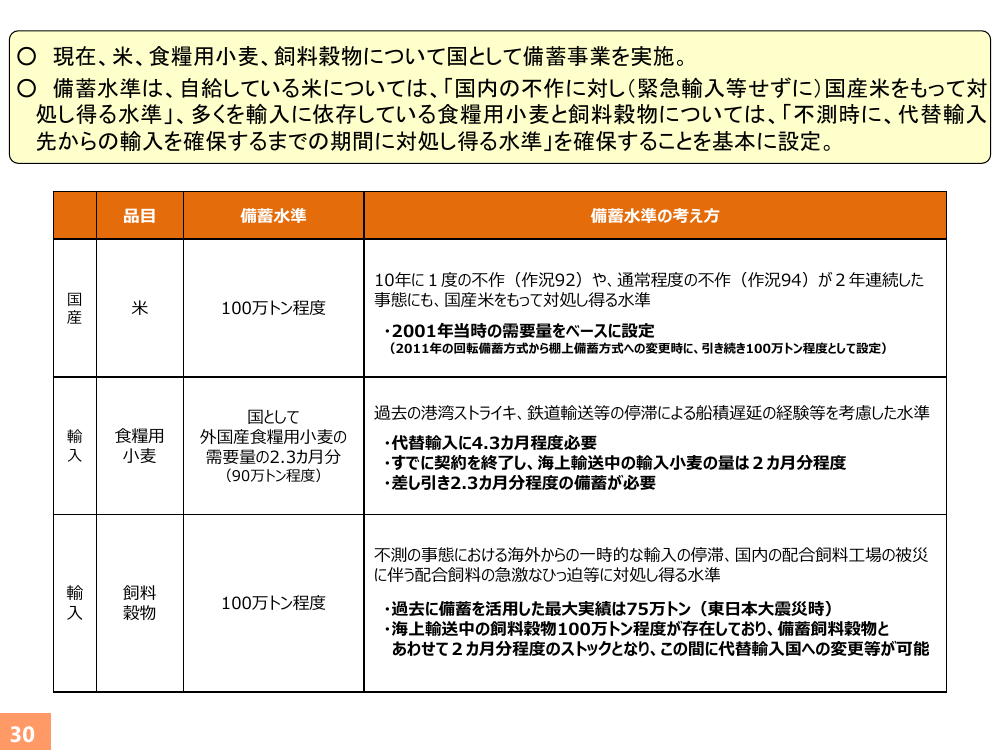 〇　現在、米、食糧用小麦、飼料穀物について国として備蓄事業を実施。
〇　備蓄水準は、自給している米については、「国内の不作に対し（緊急輸入等せずに）国産米をもって対
処し得る水準」、多くを輸入に依存している食糧用小麦と飼料穀物については、「不測時に、代替輸入
先からの輸入を確保するまでの期間に対処し得る水準」を確保することを基本に設定。
品目
備蓄水準
備蓄水準の考え方
国
産
米
100万トン程度
10年に１度の不作（作況92）や、通常程度の不作（作況94）が２年連続した
事態にも、国産米をもって対処し得る水準
・2001年当時の需要量をベースに設定
（2011年の回転備蓄方式から棚上備蓄方式への変更時に、引き続き100万トン程度として設定）
輸
入
食糧用
小麦
国として
外国産食糧用小麦の
需要量の2.3カ月分
（90万トン程度）
過去の港湾ストライキ、鉄道輸送等の停滞による船積遅延の経験等を考慮した水準
・代替輸入に4.3カ月程度必要
・すでに契約を終了し、海上輸送中の輸入小麦の量は２カ月分程度
・差し引き2.3カ月分程度の備蓄が必要
輸
入
飼料
穀物
100万トン程度
不測の事態における海外からの一時的な輸入の停滞、国内の配合飼料工場の被災
に伴う配合飼料の急激なひっ迫等に対処し得る水準
・過去に備蓄を活用した最大実績は75万トン（東日本大震災時）
・海上輸送中の飼料穀物100万トン程度が存在しており、備蓄飼料穀物と
あわせて２カ月分程度のストックとなり、この間に代替輸入国への変更等が可能
30